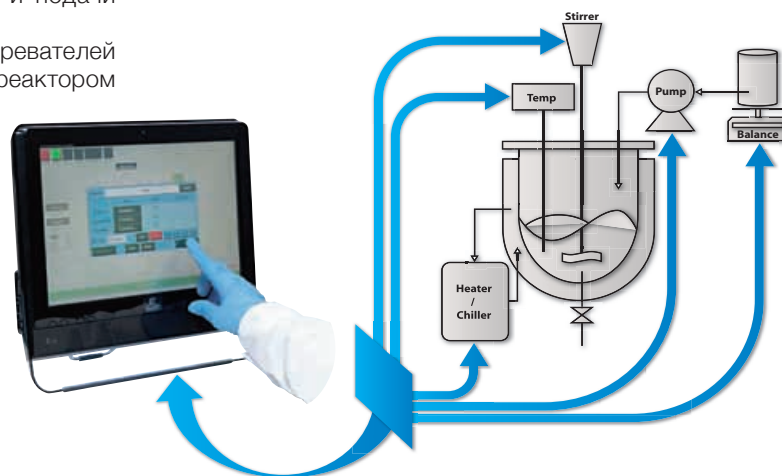 и подачи
ревателей
реактором
Stirrer
Temp
Pump
Balance
Heater
/
Chiller